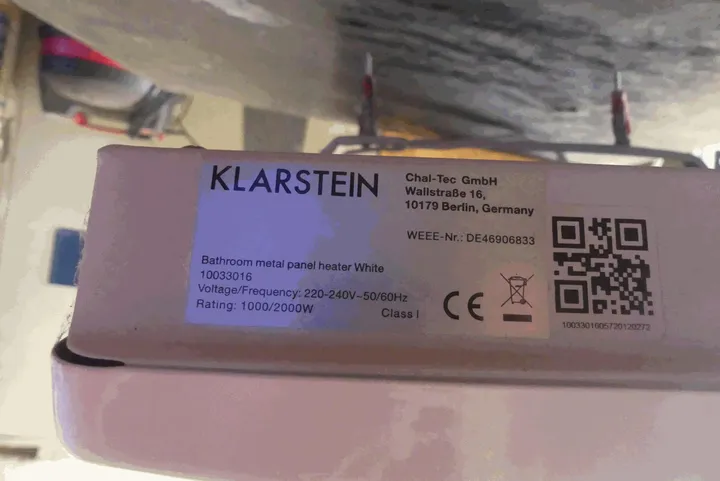 KLARSTEIN
Chal-Tec GmbH
Wallstraße 16,
10179 Berlin, Germany
WEEE-Nr.: DE46906833
Bathroom metal panel heater White
10033016
Voltage/Frequency: 220-240V~50/60Hz
Rating: 1000/2000W
Class I
CE
1003301005720120272